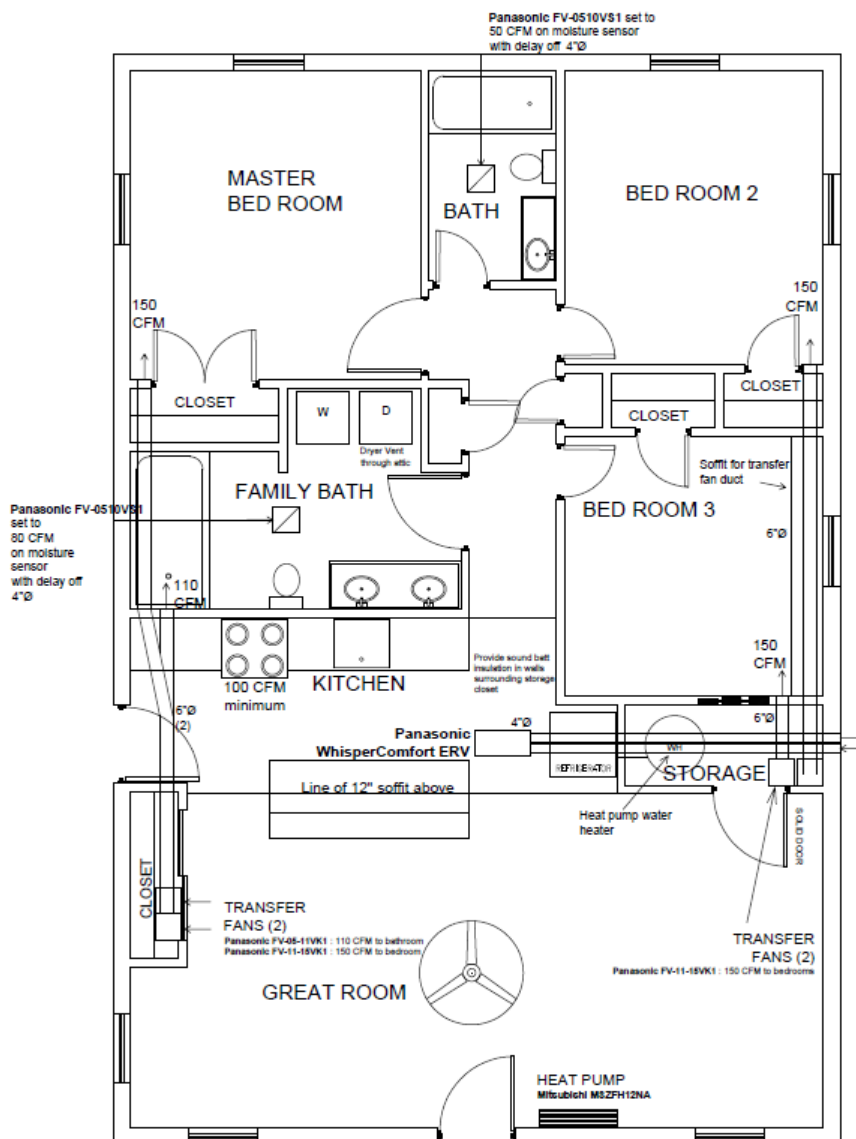 Panasonic FV-0510VS1 set to
50 CFM on moisture sensor
with delay off 4"Ø
MASTER
BED ROOM
BATH
BED ROOM 2
150
CFM
150
CFM
CLOSET
W
D
Dryer Vent
through attic
CLOSET
CLOSET
Soffit for transfer
fan duct
FAMILY BATH
BED ROOM 3
Panasonic FV-0510VS1
set to
80 CFM
on moisture
sensor
with delay off
4"Ø
6"Ø
110
CFM
150
CFM
Provide sound batt
insulation in walls
surrounding storage
closet
KITCHEN
100 CFM
minimum
6"Ø
(2)
4"Ø
6"Ø
Panasonic
WhisperComfort ERV
REFRIGERATOR
WH
STORAGE
Line of 12" soffit above
Heat pump water
heater
SOLID DOOR
CLOSET
TRANSFER
FANS (2)
Panasonic FV-05-11VK1 : 110 CFM to bathroom
Panasonic FV-11-15VK1 : 150 CFM to bedroom
TRANSFER
FANS (2)
Panasonic FV-11-15VK1 : 150 CFM to bedrooms
GREAT ROOM
HEAT PUMP
Mitsubishi MSZFH12NA